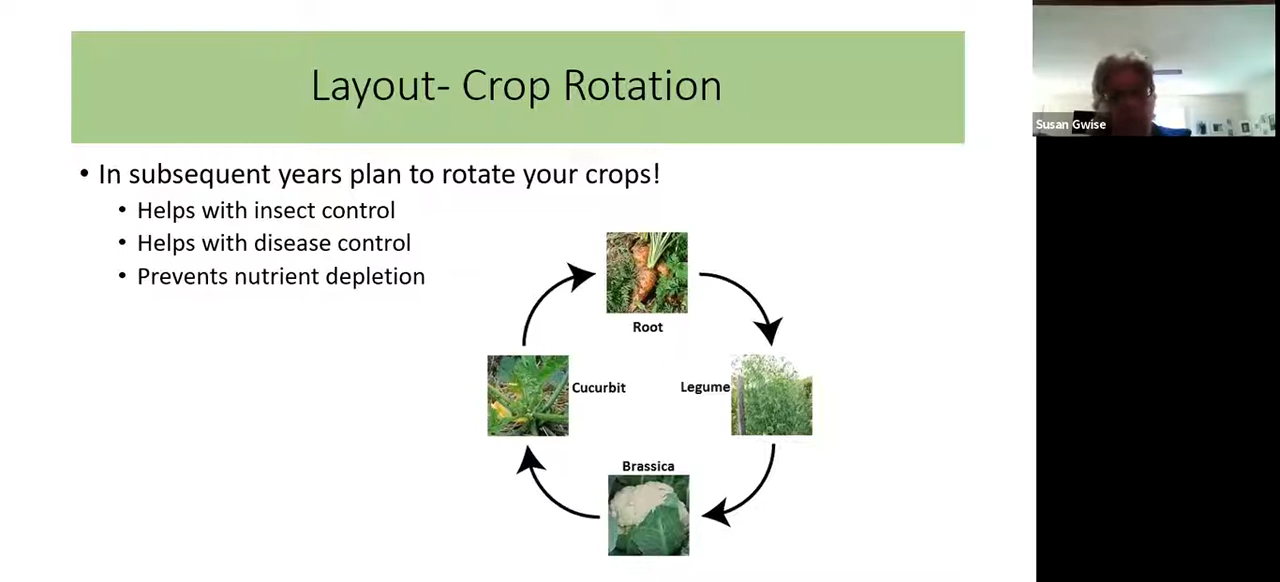 Layout- Crop Rotation
• In subsequent years plan to rotate your crops!
• Helps with insect control
• Helps with disease control
• Prevents nutrient depletion
Root
Cucurbit
Legume
Brassica
Susan Gwise